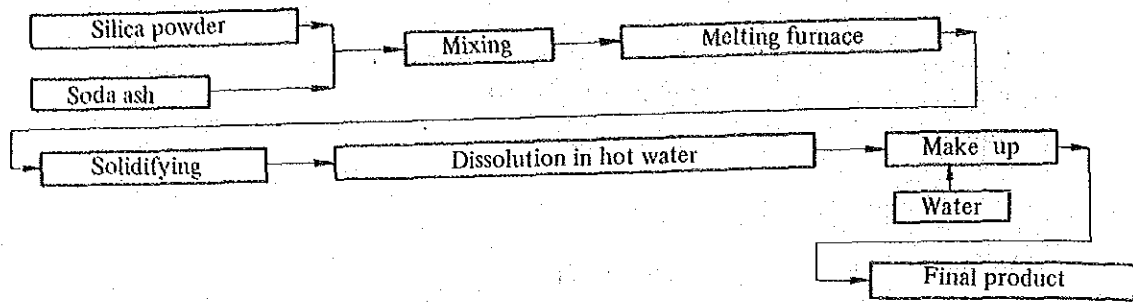 Silica powder
Mixing
Melting furnace
Soda ash
Solidifying
Dissolution in hot water
Make up
Water
Final product